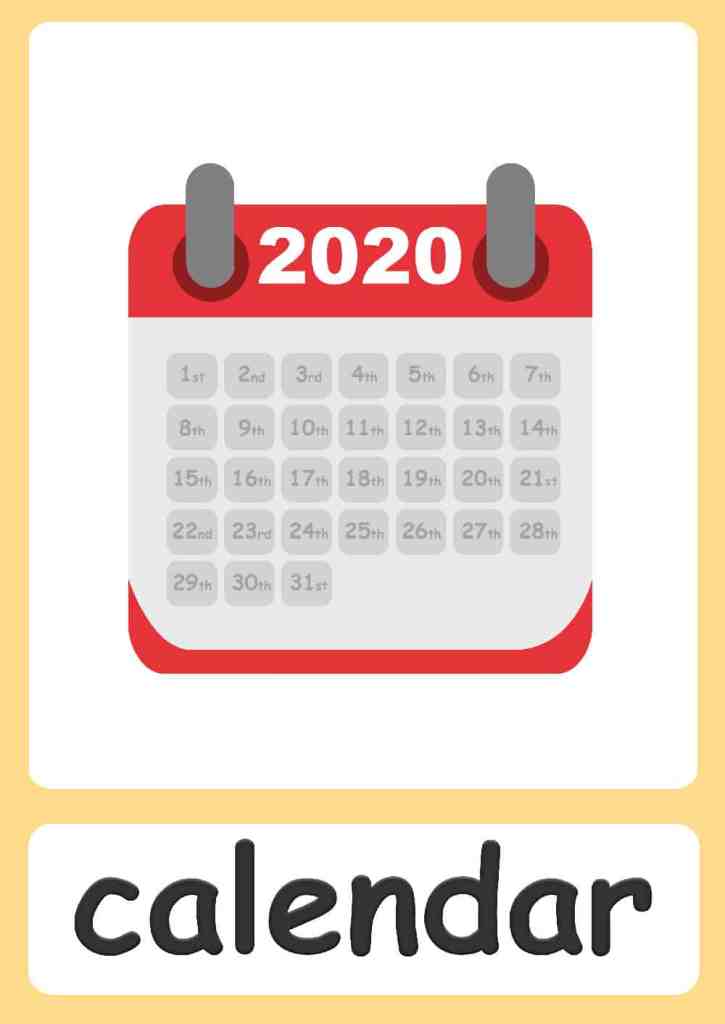 2020
1st 2nd 3rd 4th 5th 6th 7th
8th 9th 10th 11th 12th 13th 14th
15th 16th 17th 18th 19th 20th 21st
22nd 23rd 24th 25th 26th 27th 28th
29th 30th 31st
calendar